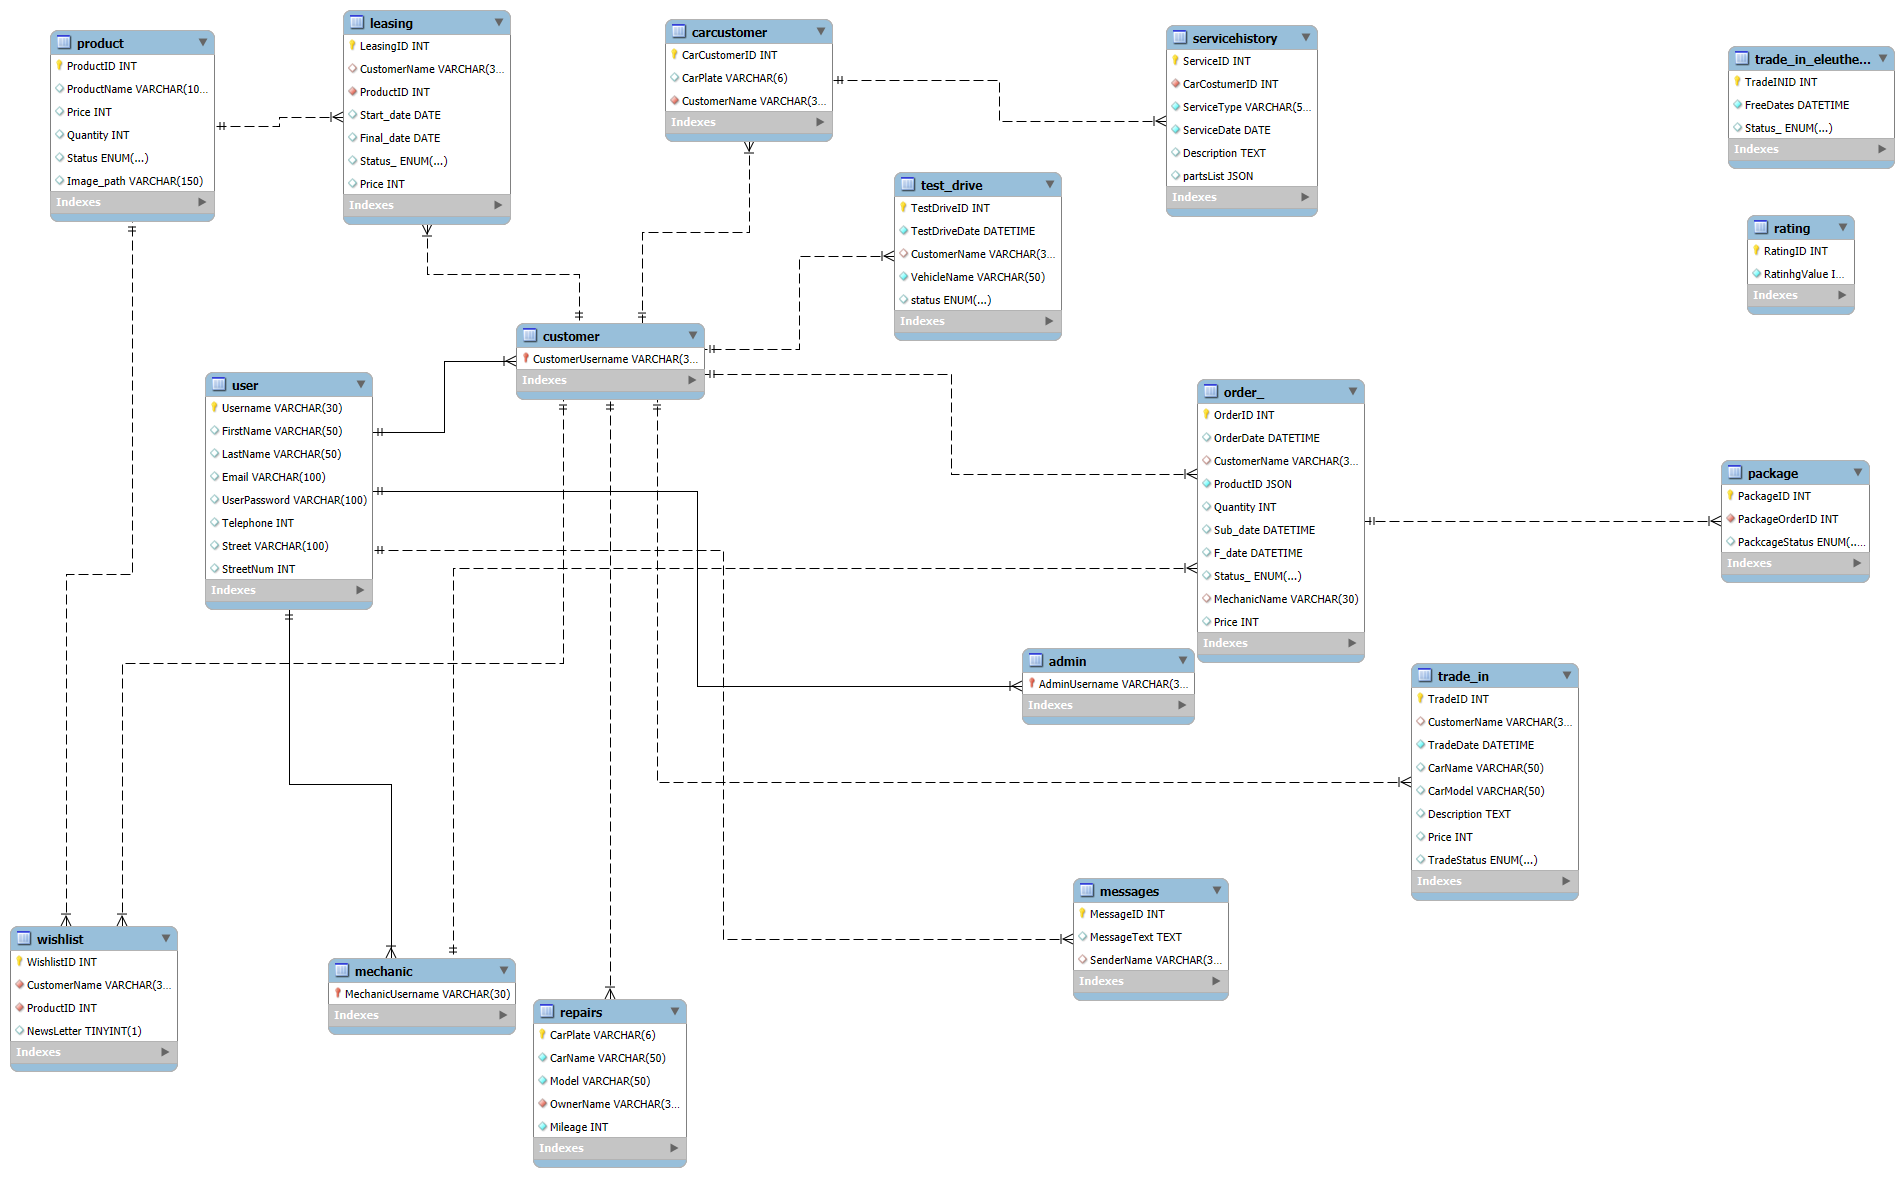 product
ProductID INT
ProductName VARCHAR(10...
Price INT
Quantity INT
Status ENUM(...)
Image_path VARCHAR(150)
Indexes
leasing
LeasingID INT
CustomerName VARCHAR(3...
ProductID INT
Start_date DATE
Final_date DATE
Status_ ENUM(...)
Price INT
Indexes
carcustomer
CarCustomerID INT
CarPlate VARCHAR(6)
CustomerName VARCHAR(3...
Indexes
servicehistory
ServiceID INT
CarCostumerID INT
ServiceType VARCHAR(5...
ServiceDate DATE
Description TEXT
partsList JSON
Indexes
trade_in_eleuthe...
TradeINID INT
FreeDates DATETIME
Status_ ENUM(...)
Indexes
test_drive
TestDriveID INT
TestDriveDate DATETIME
CustomerName VARCHAR(3...
VehicleName VARCHAR(50)
status ENUM(...)
Indexes
rating
RatingID INT
RatinhgValue I...
Indexes
customer
CustomerUsername VARCHAR(3...
Indexes
user
Username VARCHAR(30)
FirstName VARCHAR(50)
LastName VARCHAR(50)
Email VARCHAR(100)
UserPassword VARCHAR(100)
Telephone INT
Street VARCHAR(100)
StreetNum INT
Indexes
order_
OrderID INT
OrderDate DATETIME
CustomerName VARCHAR(3...
ProductID JSON
Quantity INT
Sub_date DATETIME
F_date DATETIME
Status_ ENUM(...)
MechanicName VARCHAR(30)
Price INT
Indexes
package
PackageID INT
PackageOrderID INT
PackcageStatus ENUM(.....
Indexes
admin
AdminUsername VARCHAR(3...
Indexes
trade_in
TradeID INT
CustomerName VARCHAR(3...
TradeDate DATETIME
CarName VARCHAR(50)
CarModel VARCHAR(50)
Description TEXT
Price INT
TradeStatus ENUM(...)
Indexes
messages
MessageID INT
MessageText TEXT
SenderName VARCHAR(3...
Indexes
wishlist
WishlistID INT
CustomerName VARCHAR(3...
ProductID INT
NewsLetter TINYINT(1)
Indexes
mechanic
MechanicUsername VARCHAR(30)
Indexes
repairs
CarPlate VARCHAR(6)
CarName VARCHAR(50)
Model VARCHAR(50)
OwnerName VARCHAR(3...
Mileage INT
Indexes